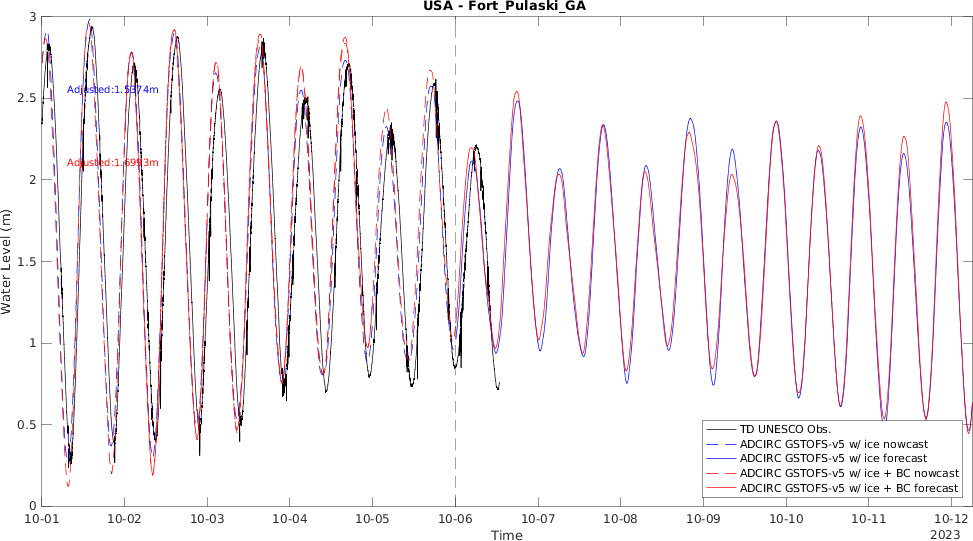 USA - Fort_Pulaski_GA
Water Level (m)
3
2.5
2
1.5
1
0.5
0
Adjusted:1.5374m
Adjusted:1.6993m
TD UNESCO Obs.
ADCIRC GSTOFS-v5 w/ ice nowcast
ADCIRC GSTOFS-v5 w/ ice forecast
ADCIRC GSTOFS-v5 w/ ice + BC nowcast
ADCIRC GSTOFS-v5 w/ ice + BC forecast
10-01 10-02 10-03 10-04 10-05 10-06 10-07 10-08 10-09 10-10 10-11 10-12
Time
2023